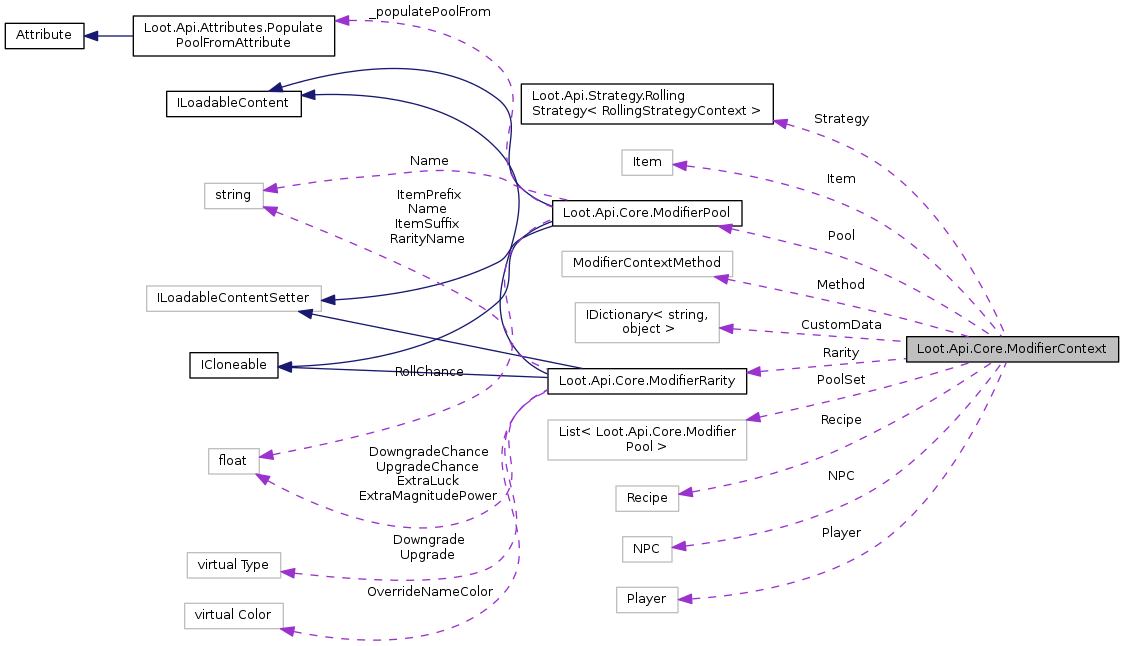 _populatePoolFrom
Attribute
Loot.Api.Attributes.Populate
PoolFromAttribute
ILoadableContent
Loot.Api.Strategy.Rolling
Strategy< RollingStrategyContext >
Strategy
Name
Item
Item
string
ItemPrefix
Name
ItemSuffix
RarityName
Loot.Api.Core.ModifierPool
Pool
ModifierContextMethod
Method
ILoadableContentSetter
IDictionary< string,
object >
CustomData
Loot.Api.Core.ModifierContext
ICloneable
RollChance
Loot.Api.Core.ModifierRarity
Rarity
PoolSet
List< Loot.Api.Core.Modifier
Pool >
Recipe
float
DowngradeChance
UpgradeChance
ExtraLuck
ExtraMagnitudePower
Recipe
NPC
Downgrade
Upgrade
NPC
Player
virtual Type
OverrideNameColor
Player
virtual Color